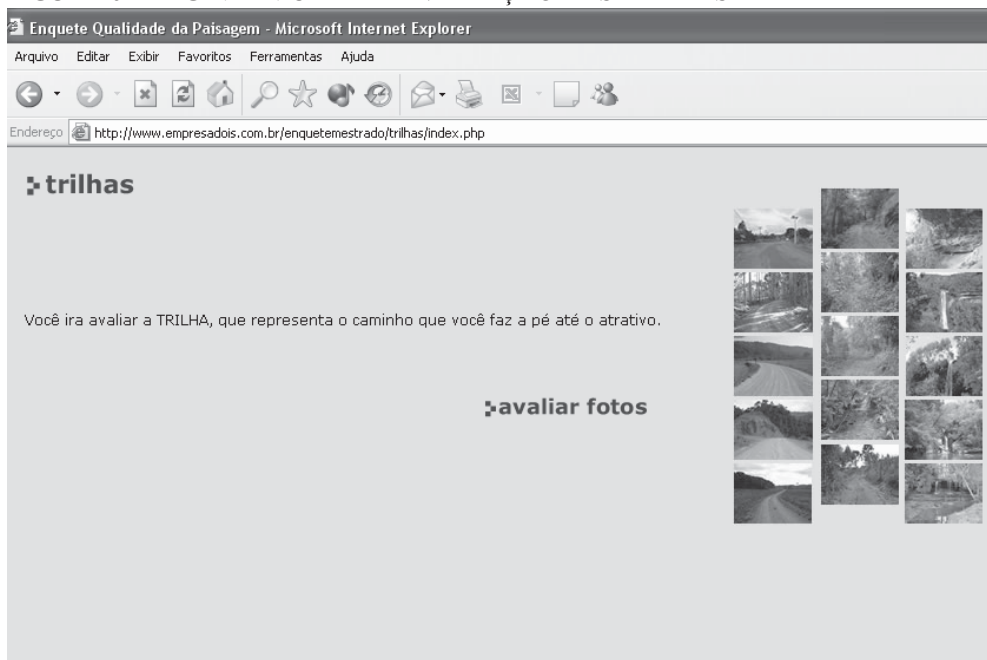 Enquete Qualidade da Paisagem - Microsoft Internet Explorer
Arquivo Editar Exibir Favoritos Ferramentas Ajuda
Endereço http://www.empresadois.com.br/enquetemestrado/trilhas/index.php
trilhas
Você ira avaliar a TRILHA, que representa o caminho que você faz a pé até o atrativo.
avaliar fotos